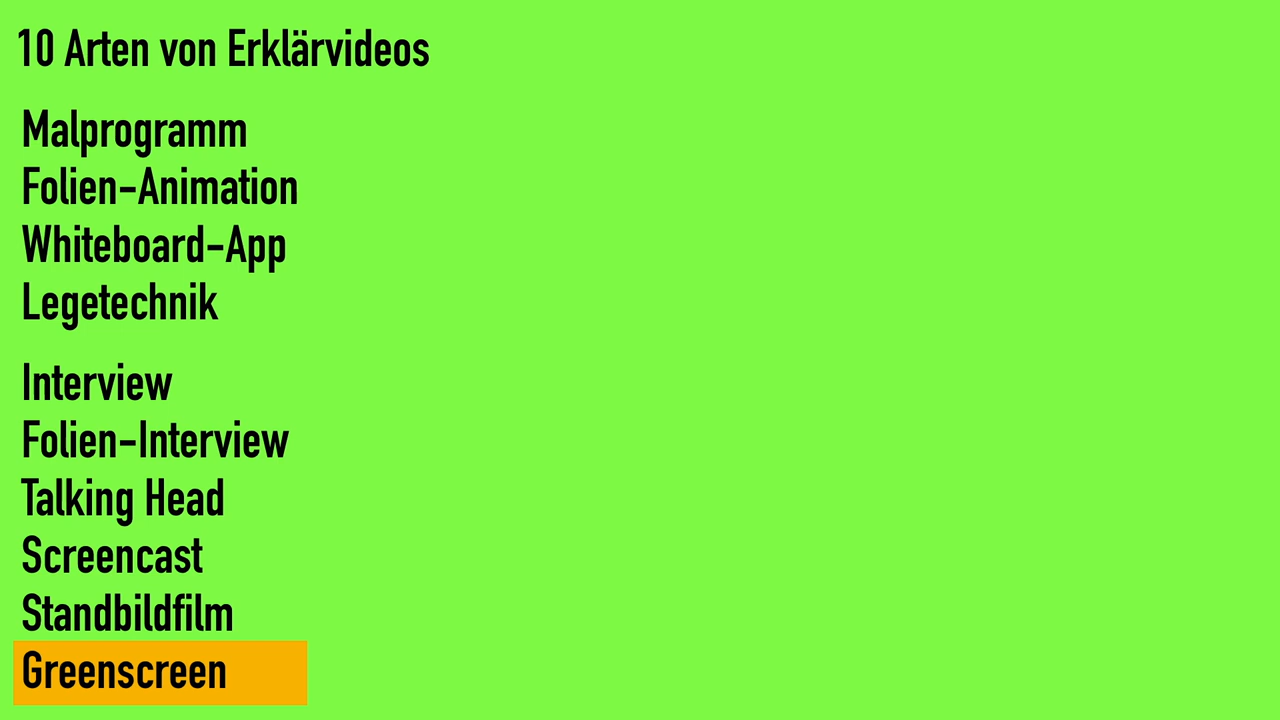 10 Arten von Erklärvideos
Malprogramm
Folien-Animation
Whiteboard-App
Legetechnik
Interview
Folien-Interview
Talking Head
Screencast
Standbildfilm
Greenscreen